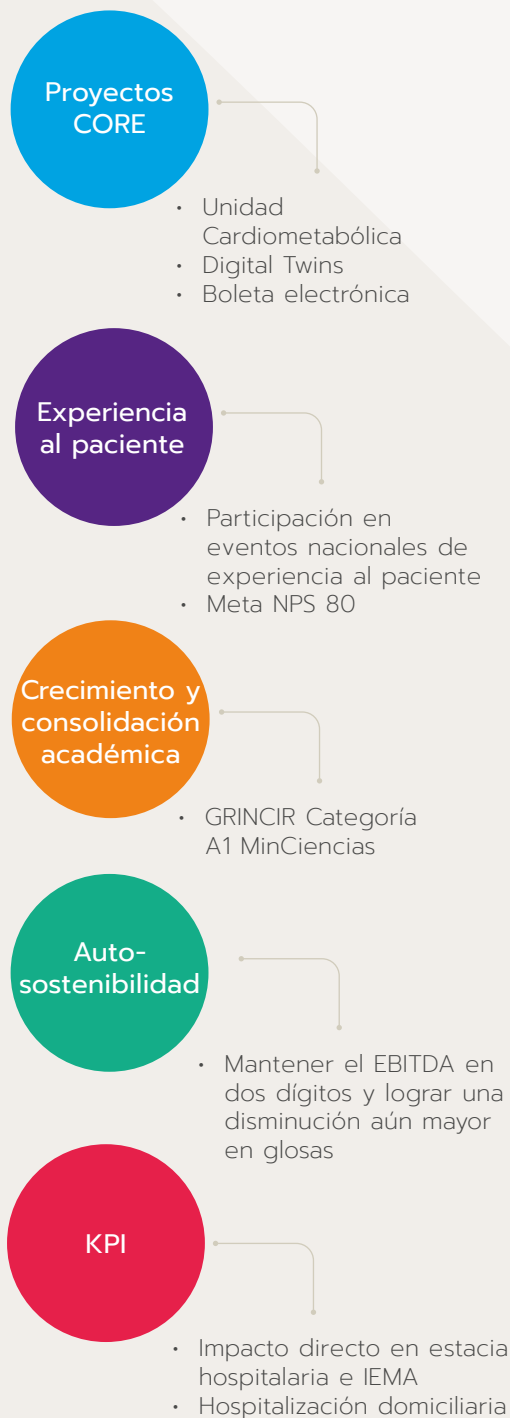 Proyectos
CORE
• Unidad
Cardiometabólica
• Digital Twins
• Boleta electrónica
Experiencia
al paciente
• Participación en
eventos nacionales de
experiencia al paciente
• Meta NPS 80
Crecimiento y
consolidación
académica
• GRINCIR Categoría
A1 MinCiencias
Auto-
sostenibilidad
• Mantener el EBITDA en
dos dígitos y lograr una
disminución aún mayor
en glosas
KPI
• Impacto directo en estacia
hospitalaria e IEMA
• Hospitalización domiciliaria